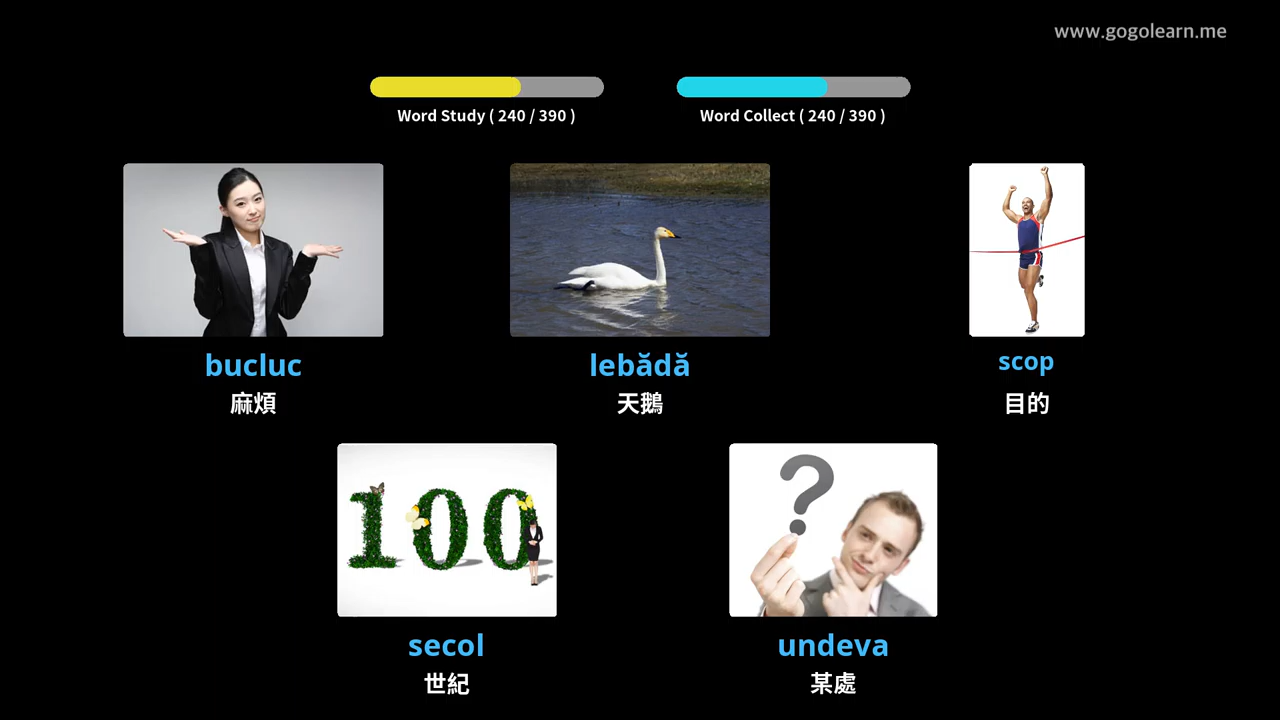 www.gogolearn.me
Word Study ( 240 / 390 )
Word Collect ( 240 / 390 )
bucluc
麻煩
lebădă
天鵝
scop
目的
100
secol
世紀
?
undeva
某處